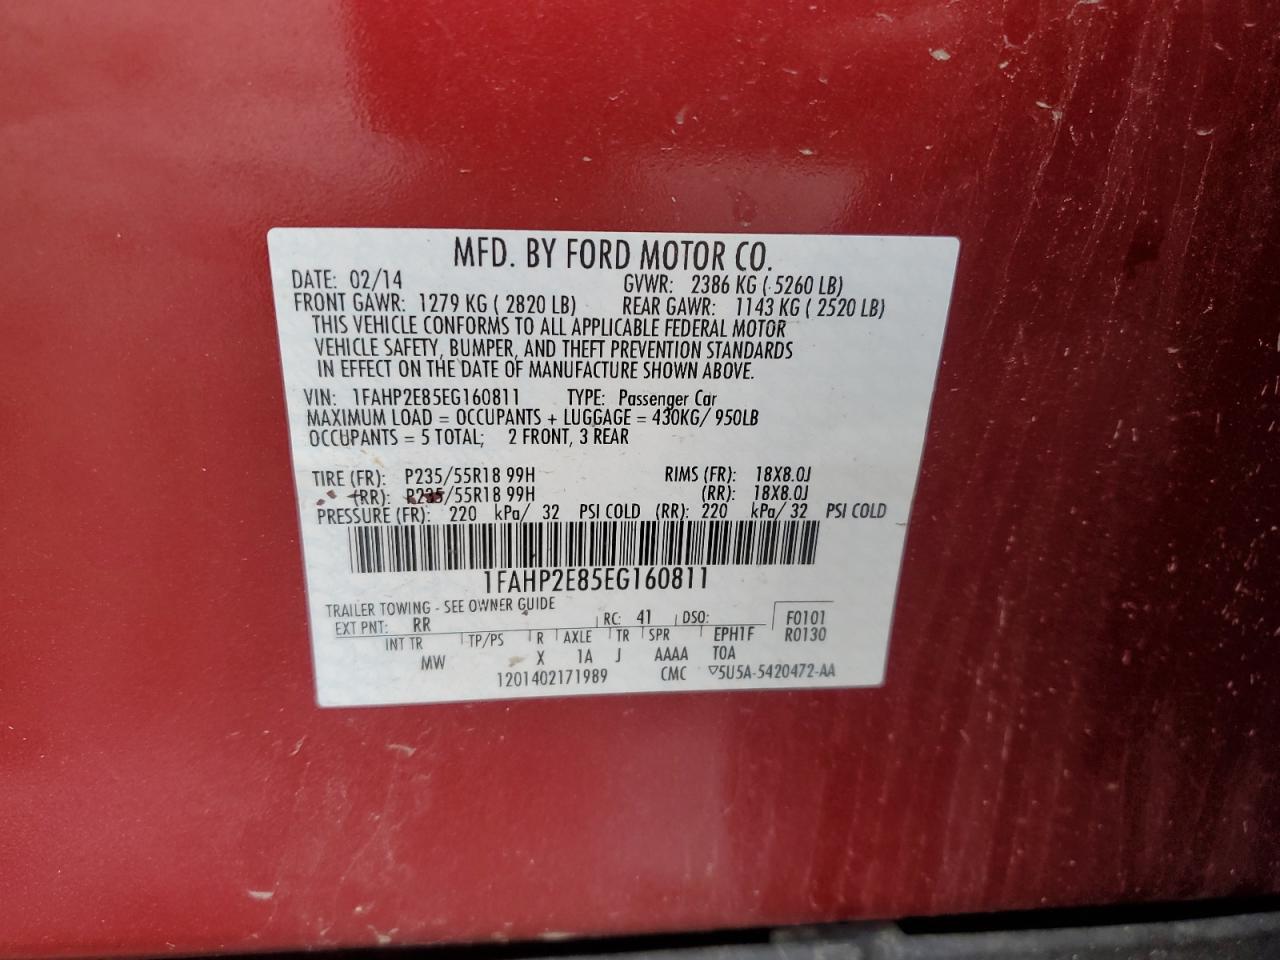 MFD. BY FORD MOTOR CO.
DATE: 02/14 GVWR: 2386 KG ( 5260 LB)
FRONT GAWR: 1279 KG ( 2820 LB) REAR GAWR: 1143 KG ( 2520 LB)
THIS VEHICLE CONFORMS TO ALL APPLICABLE FEDERAL MOTOR
VEHICLE SAFETY, BUMPER, AND THEFT PREVENTION STANDARDS
IN EFFECT ON THE DATE OF MANUFACTURE SHOWN ABOVE.
VIN: 1FAHP2E85EG160811 TYPE: Passenger Car
MAXIMUM LOAD = OCCUPANTS + LUGGAGE = 430KG/ 950LB
OCCUPANTS = 5 TOTAL; 2 FRONT, 3 REAR
TIRE (FR): P235/55R18 99H RIMS (FR): 18X8.0J
(RR): P235/55R18 99H (RR): 18X8.0J
PRESSURE (FR): 220 kPa/ 32 PSI COLD (RR): 220 kPa/ 32 PSI COLD
1FAHP2E85EG160811
TRAILER TOWING - SEE OWNER GUIDE
EXT PNT: RR RC: 41 DSO: F0101
INT TR TP/PS R AXLE TR SPR EPH1F R0130
MW X 1A J AAAA T0A
1201402171989 CMC ▽5U5A-5420472-AA